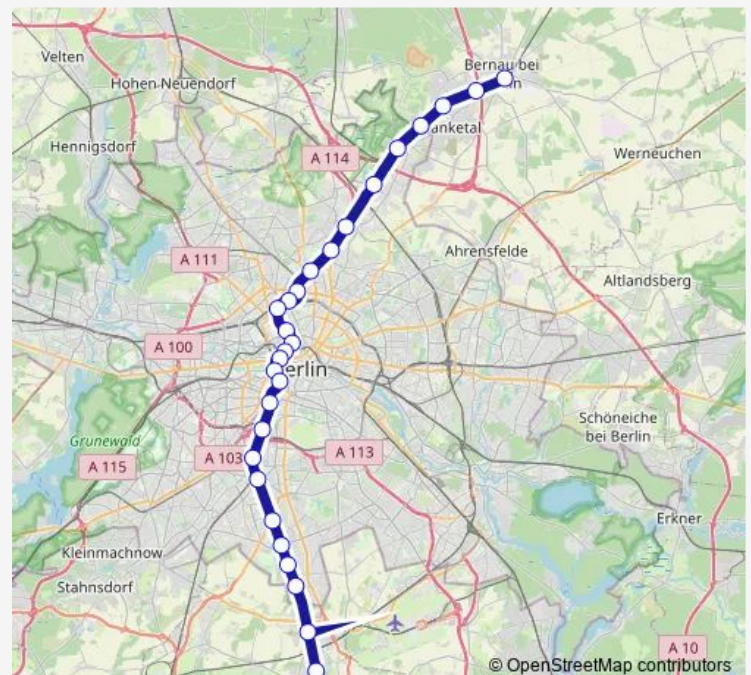 Velten
Bernau bei
in
Hohen Neuendorf
anketal
Hennigsdorf
A 114
Werneuchen
A 111
Ahrensfelde
Altlandsberg
A 100
erlin
Schöneiche
bei Berlin
Grunewald
A 115
A 103
A 113
Erkner
Kleinmachnow
Stahnsdorf
A 10
© OpenStreetMap contributors